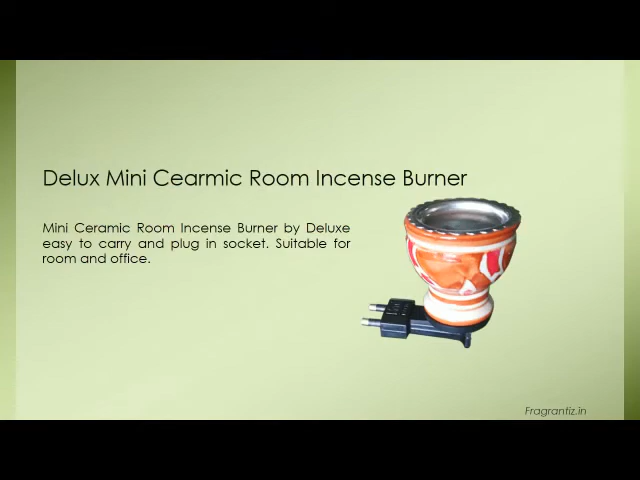 Delux Mini Cearmic Room Incense Burner
Mini Ceramic Room Incense Burner by Deluxe
easy to carry and plug in socket. Suitable for
room and office.
Fragrantiz.in